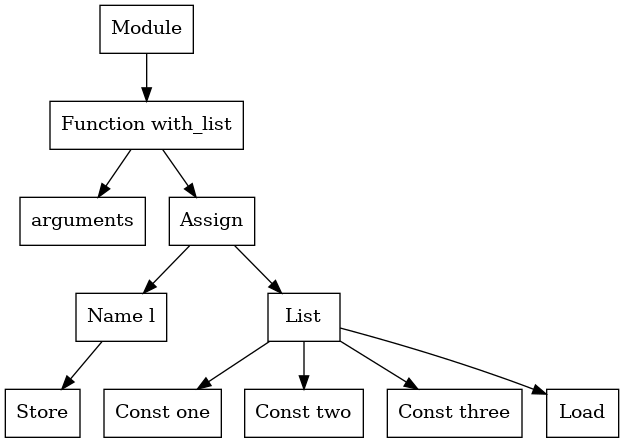 Module
Function with_list
arguments
Assign
Name l
List
Store
Const one
Const two
Const three
Load